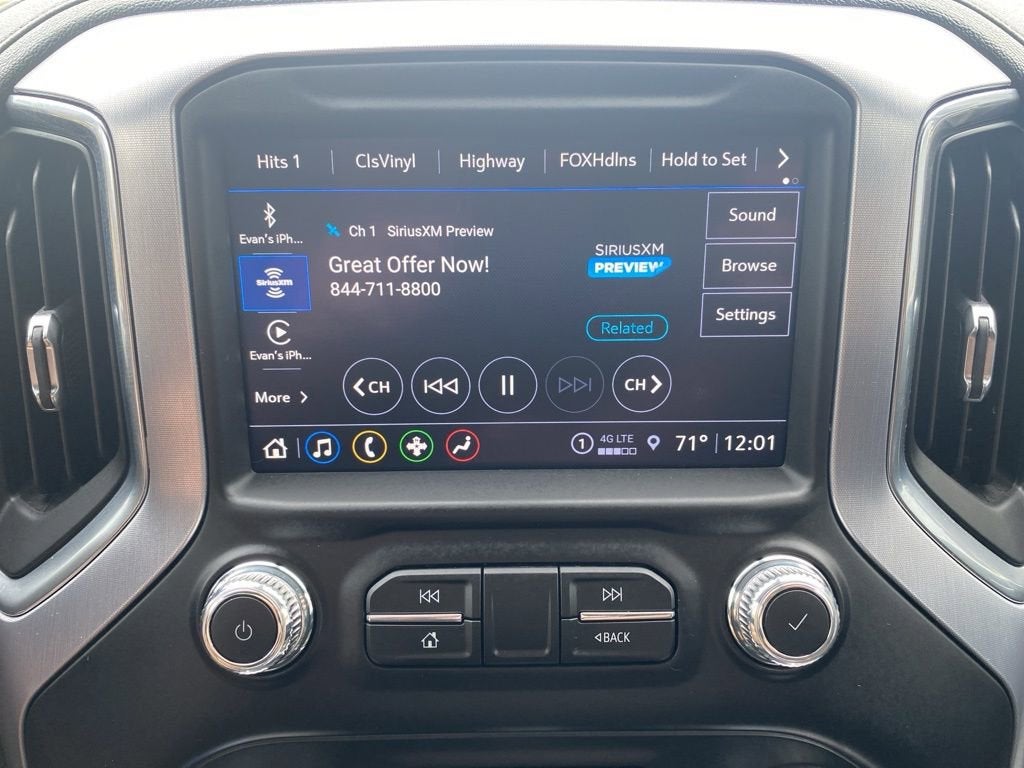 Hits 1 ClsVinyl Highway FOXHdlns Hold to Set
Evan's iPh...
Ch 1 SiriusXM Preview
Great Offer Now!
844-711-8800
SIRIUSXM
PREVIEW
Related
Sound
Browse
Settings
SiriusXM
Evan's iPh...
More
CH
CH
1 4G LTE 71° 12:01
BACK